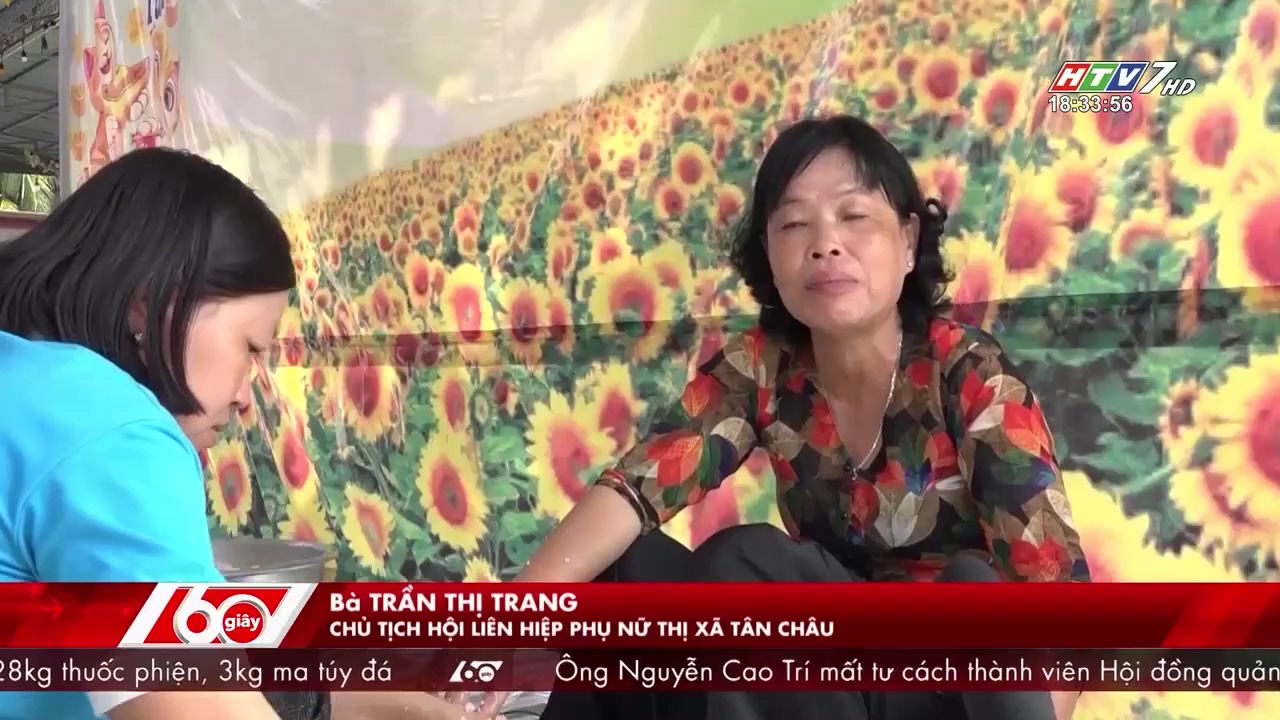 HTV7 HD
18:33:56
60 giây
Bà TRẦN THỊ TRANG
CHỦ TỊCH HỘI LIÊN HIỆP PHỤ NỮ THỊ XÃ TÂN CHÂU
28kg thuốc phiện, 3kg ma túy đá 60 giây Ông Nguyễn Cao Trí mất tư cách thành viên Hội đồng quản